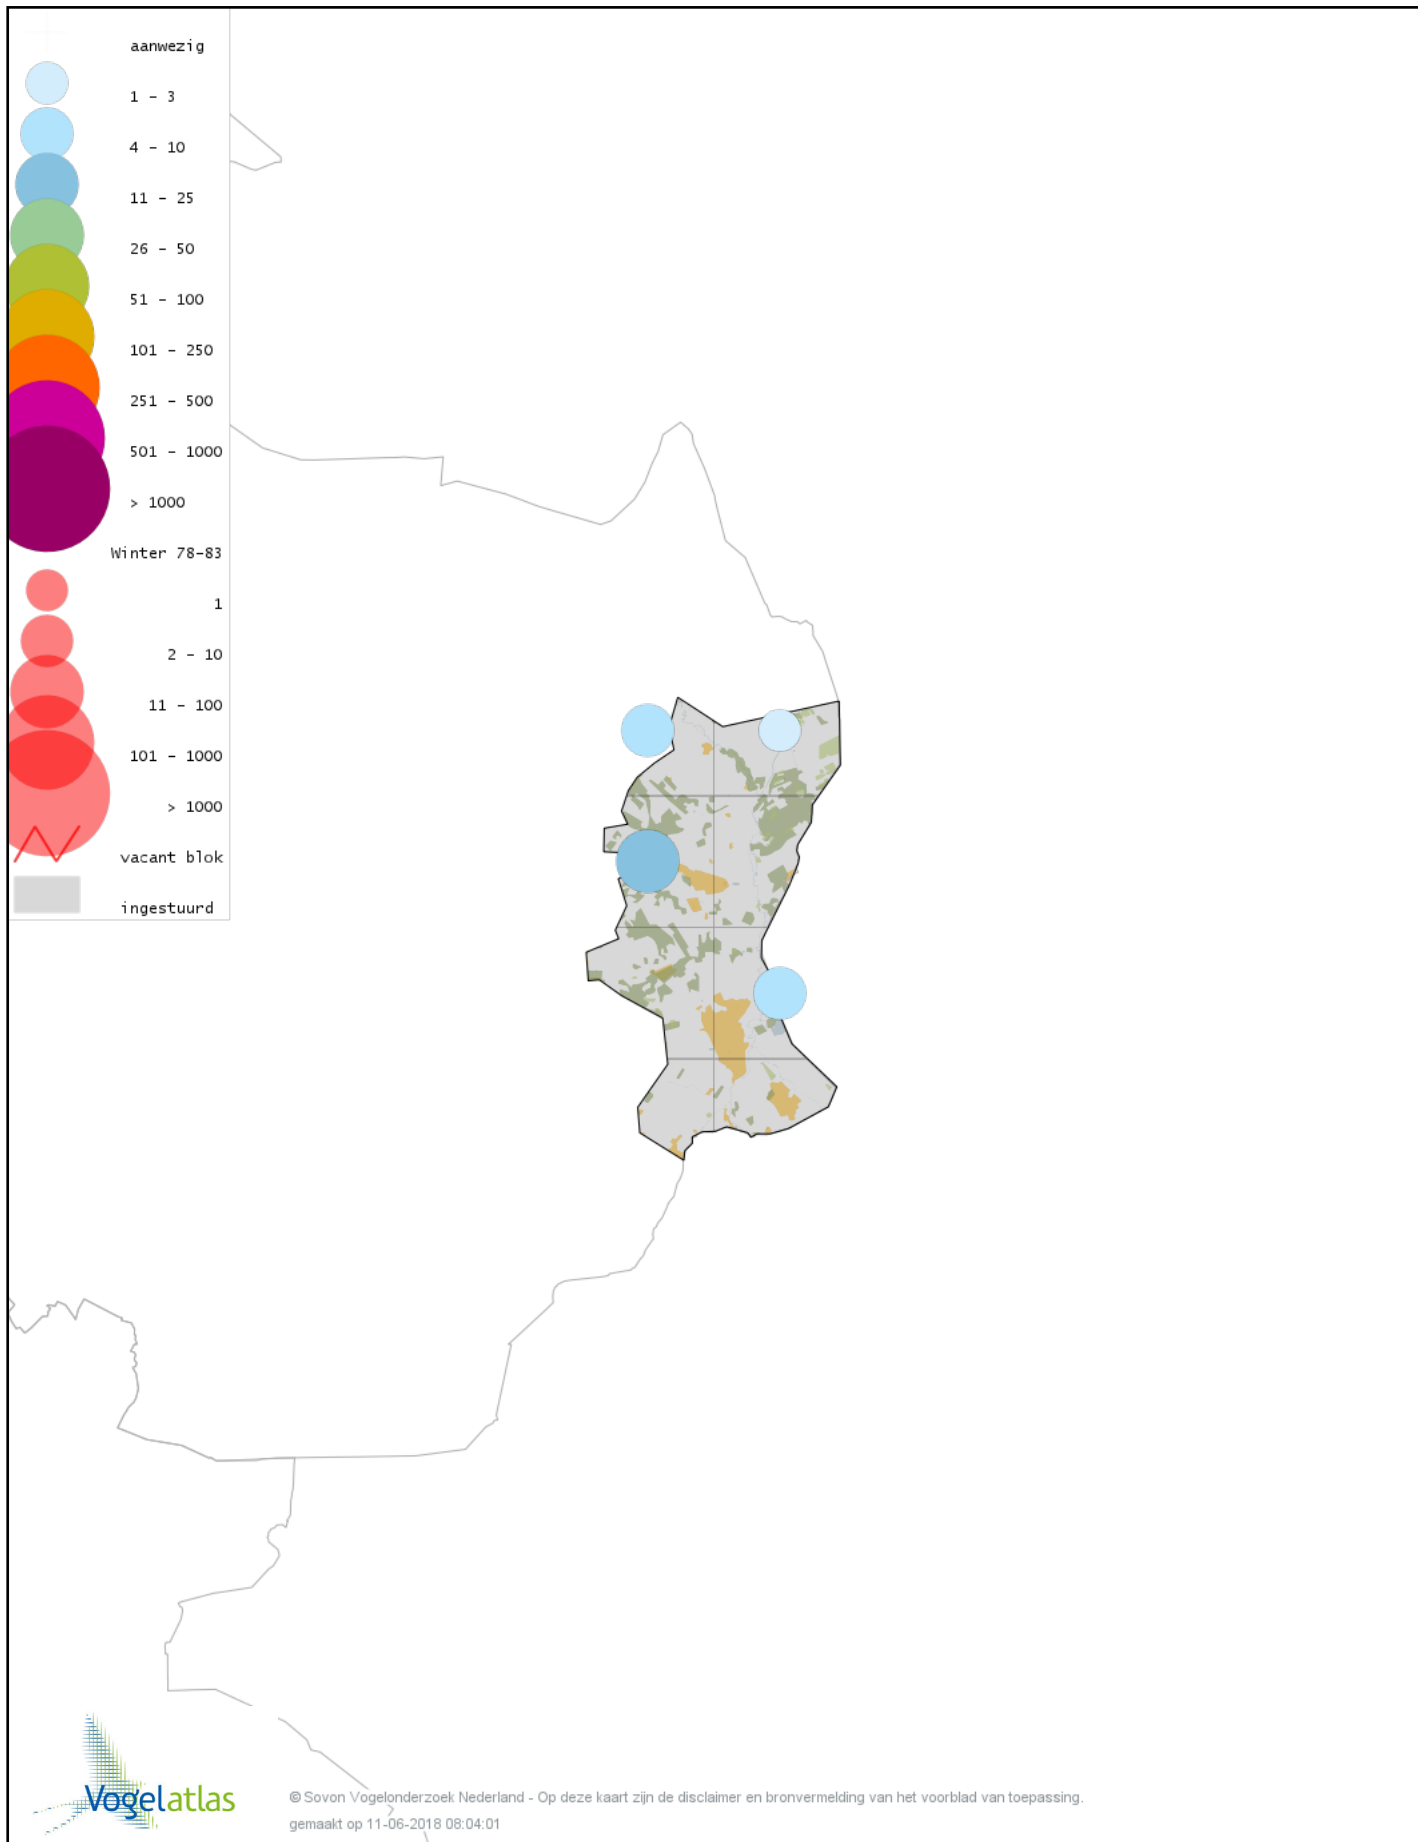 aanwezig
1 - 3
4 - 10
11 - 25
26 - 50
51 - 100
101 - 250
251 - 500
501 - 1000
> 1000
Winter 78-83
1
2 - 10
11 - 100
101 - 1000
> 1000
vacant blok
ingestuurd
Vogelatlas
© Sovon Vogelonderzoek Nederland - Op deze kaart zijn de disclaimer en bronvermelding van het voorblad van toepassing.
gemaakt op 11-06-2018 08:04:01